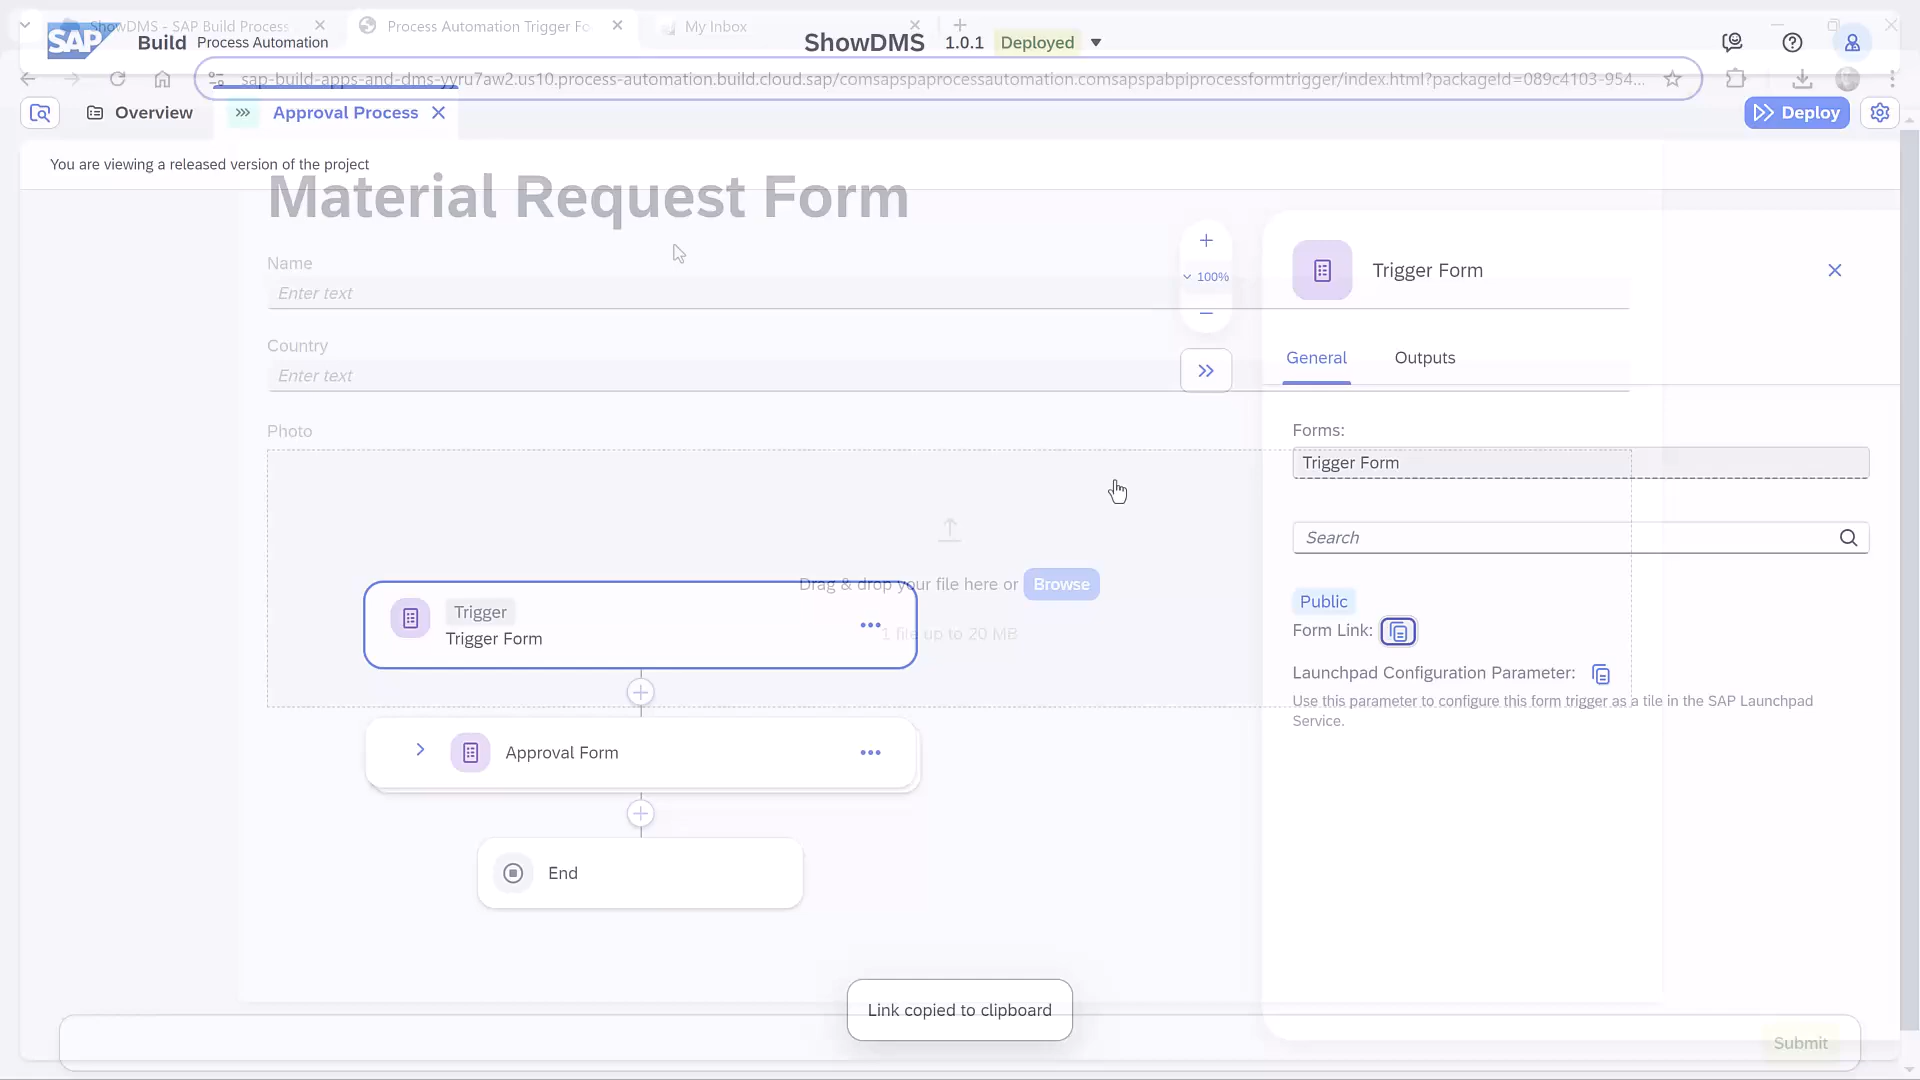 ShowDMS - SAP Build Process
Process Automation Trigger Fo
My Inbox
SAP
Build Process Automation
ShowDMS 1.0.1 Deployed
sap-build-apps-and-dms-yyru7aw2.us10.process-automation.build.cloud.sap/comsapspaprocessautomation.comsapspabpiprocessformtrigger/index.html?packageId=089c4103-954...
Overview
Approval Process
Deploy
You are viewing a released version of the project
Material Request Form
Name
Enter text
Country
Enter text
Photo
Drag & drop your file here or Browse
1 file up to 20 MB
100%
Trigger
Trigger Form
Approval Form
End
Trigger Form
General
Outputs
Forms:
Trigger Form
Search
Public
Form Link:
Launchpad Configuration Parameter:
Use this parameter to configure this form trigger as a tile in the SAP Launchpad
Service.
Link copied to clipboard
Submit